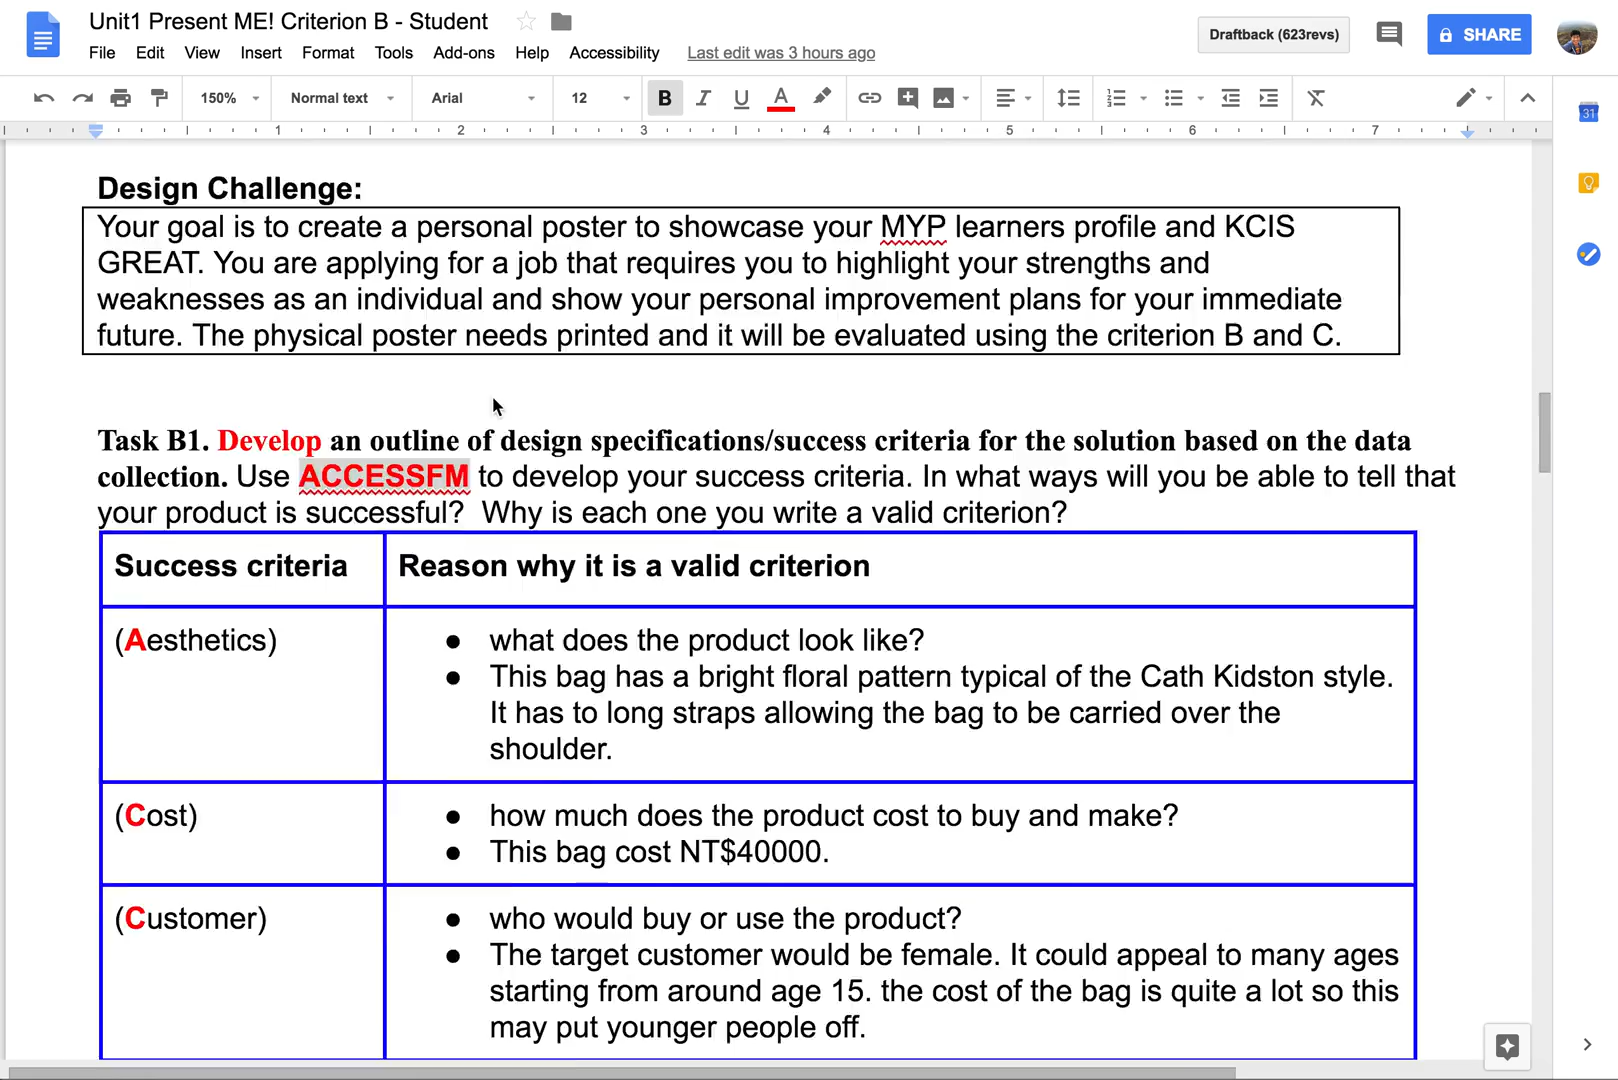 Unit1 Present ME! Criterion B - Student
File Edit View Insert Format Tools Add-ons Help Accessibility Last edit was 3 hours ago
Draftback (623revs)
SHARE
150% Normal text Arial 12 B I U A
1 2 3 4 5 6 7
31
Design Challenge:
Your goal is to create a personal poster to showcase your MYP learners profile and KCIS
GREAT. You are applying for a job that requires you to highlight your strengths and
weaknesses as an individual and show your personal improvement plans for your immediate
future. The physical poster needs printed and it will be evaluated using the criterion B and C.
Task B1. Develop an outline of design specifications/success criteria for the solution based on the data
collection. Use ACCESSFM to develop your success criteria. In what ways will you be able to tell that
your product is successful?  Why is each one you write a valid criterion?
Success criteria
Reason why it is a valid criterion
(Aesthetics)
● what does the product look like?
● This bag has a bright floral pattern typical of the Cath Kidston style.
It has to long straps allowing the bag to be carried over the
shoulder.
(Cost)
● how much does the product cost to buy and make?
● This bag cost NT$40000.
(Customer)
● who would buy or use the product?
● The target customer would be female. It could appeal to many ages
starting from around age 15. the cost of the bag is quite a lot so this
may put younger people off.